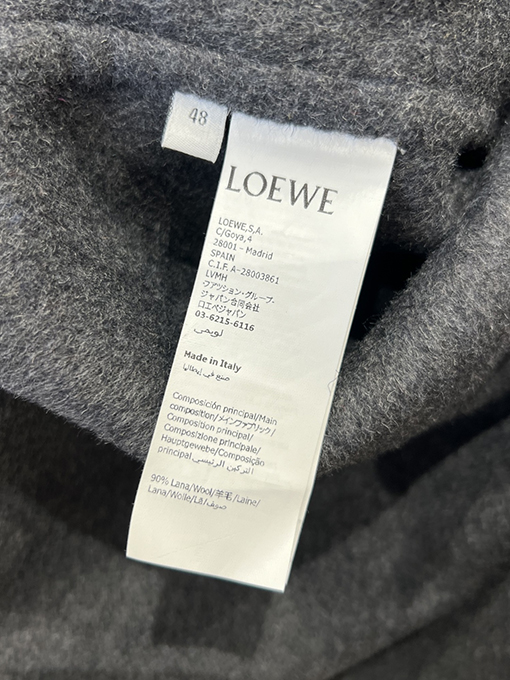 48
LOEWE
LOEWE,S,A.
C/Goya,4
28001 - Madrid
SPAIN
C.I.F. A-28003861
LVMH
ファッション・グループ・
ジャパン合同会社
ロエベジャパン
03-6215-6116
لويفي
Made in Italy
صنع في إيطاليا
Composición principal/Main
composition/メインファブリック/
Composition principal/
Composizione principale/
Hauptgewebe/Composição
principal/التركيب الرئيسي
90% Lana/Wool/羊毛/Laine/
Lana/Wolle/Lã/صوف